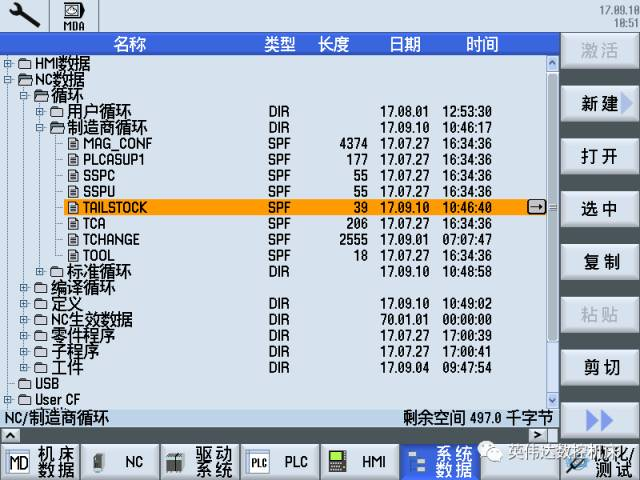 MDA
17.09.10
10:51
名称 类型 长度 日期 时间
HMI数据
NC数据
循环
用户循环 DIR 17.08.01 12:53:30
制造商循环 DIR 17.09.10 10:46:17
MAG_CONF SPF 4374 17.07.27 16:34:36
PLCASUP1 SPF 177 17.07.27 16:34:36
SSPC SPF 55 17.07.27 16:34:36
SSPU SPF 55 17.07.27 16:34:36
TAILSTOCK SPF 39 17.09.10 10:46:40
TCA SPF 206 17.07.27 16:34:36
TCHANGE SPF 2555 17.09.01 07:07:47
TOOL SPF 18 17.07.27 16:34:36
标准循环 DIR 17.09.10 10:48:58
编译循环
定义 DIR 17.09.10 10:49:02
NC生效数据 DIR 70.01.01 00:00:00
零件程序 DIR 17.07.27 17:00:39
子程序 DIR 17.07.27 17:00:41
工件 DIR 17.09.04 09:47:54
USB
User CF
NC/制造商循环 剩余空间 497.0 千字节
激活
新建
打开
选中
复制
粘贴
剪切
MD 机床数据
NC
驱动系统
PLC PLC
HMI
系统数据
优化/测试
英伟达数控机床